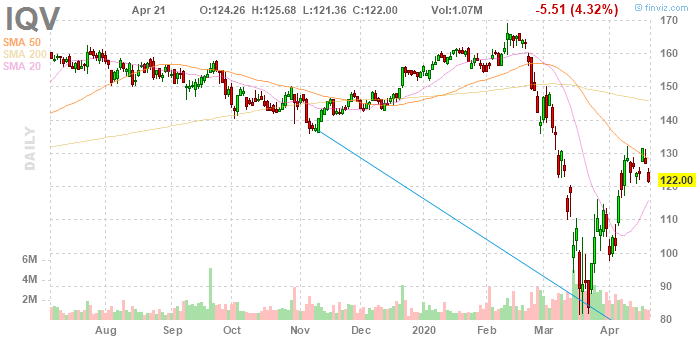 IQV Apr 21 O:124.26 H:125.68 L:121.36 C:122.00 Vol:1.07M -5.51 (4.32%)
© finviz.com
SMA 50
SMA 200
SMA 20
DAILY
170
160
150
140
130
122.00
120
110
100
90
80
6M
4M
2M
Aug Sep Oct Nov Dec 2020 Feb Mar Apr